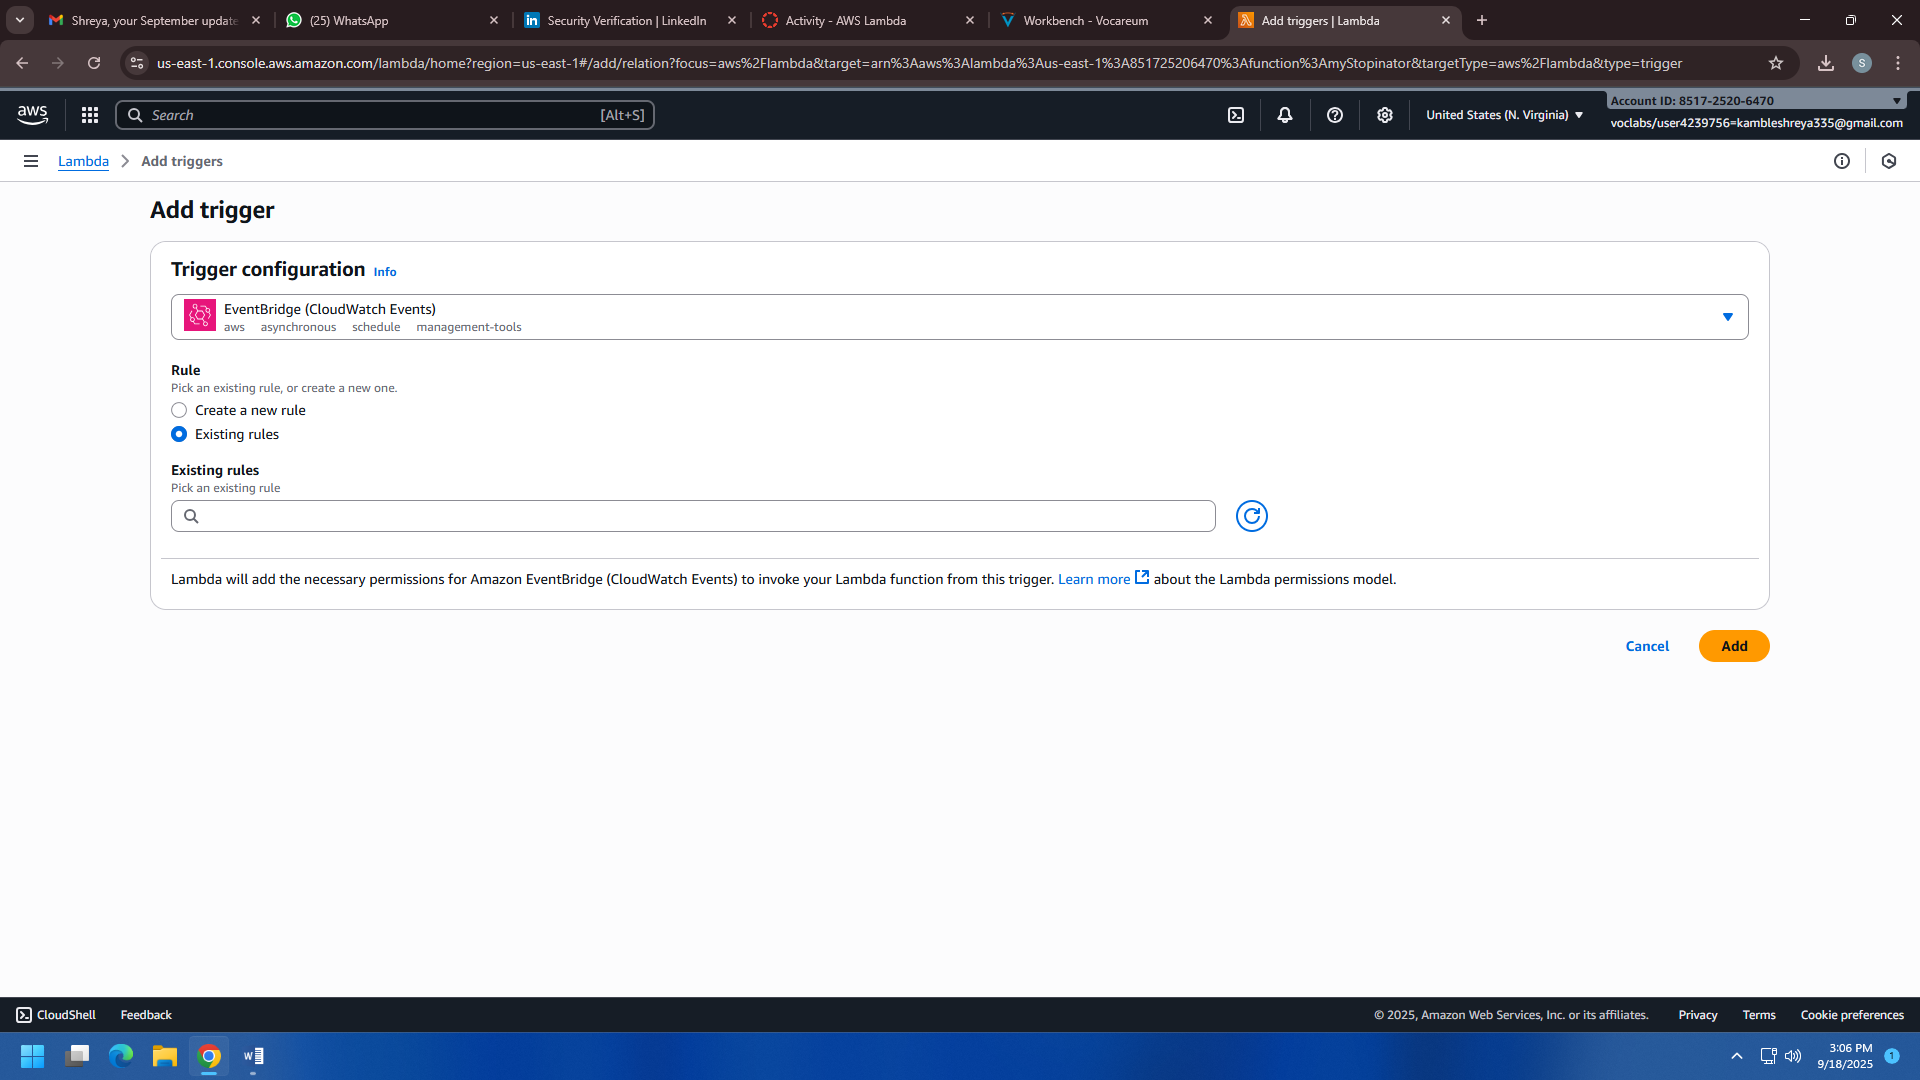 Shreya, your September update
(25) WhatsApp
Security Verification | LinkedIn
Activity - AWS Lambda
Workbench - Vocareum
Add triggers | Lambda
us-east-1.console.aws.amazon.com/lambda/home?region=us-east-1#/add/relation?focus=aws%2Flambda&target=arn%3Aaws%3Alambda%3Aus-east-1%3A851725206470%3Afunction%3AmyStopinator&targetType=aws%2Flambda&type=trigger
S
aws
Search
[Alt+S]
United States (N. Virginia)
Account ID: 8517-2520-6470
voclabs/user4239756=kambleshreya335@gmail.com
Lambda
Add triggers
Add trigger
Trigger configuration Info
EventBridge (CloudWatch Events)
aws asynchronous schedule management-tools
Rule
Pick an existing rule, or create a new one.
Create a new rule
Existing rules
Existing rules
Pick an existing rule
Lambda will add the necessary permissions for Amazon EventBridge (CloudWatch Events) to invoke your Lambda function from this trigger. Learn more about the Lambda permissions model.
Cancel
Add
CloudShell
Feedback
© 2025, Amazon Web Services, Inc. or its affiliates.
Privacy
Terms
Cookie preferences
3:06 PM
9/18/2025
1